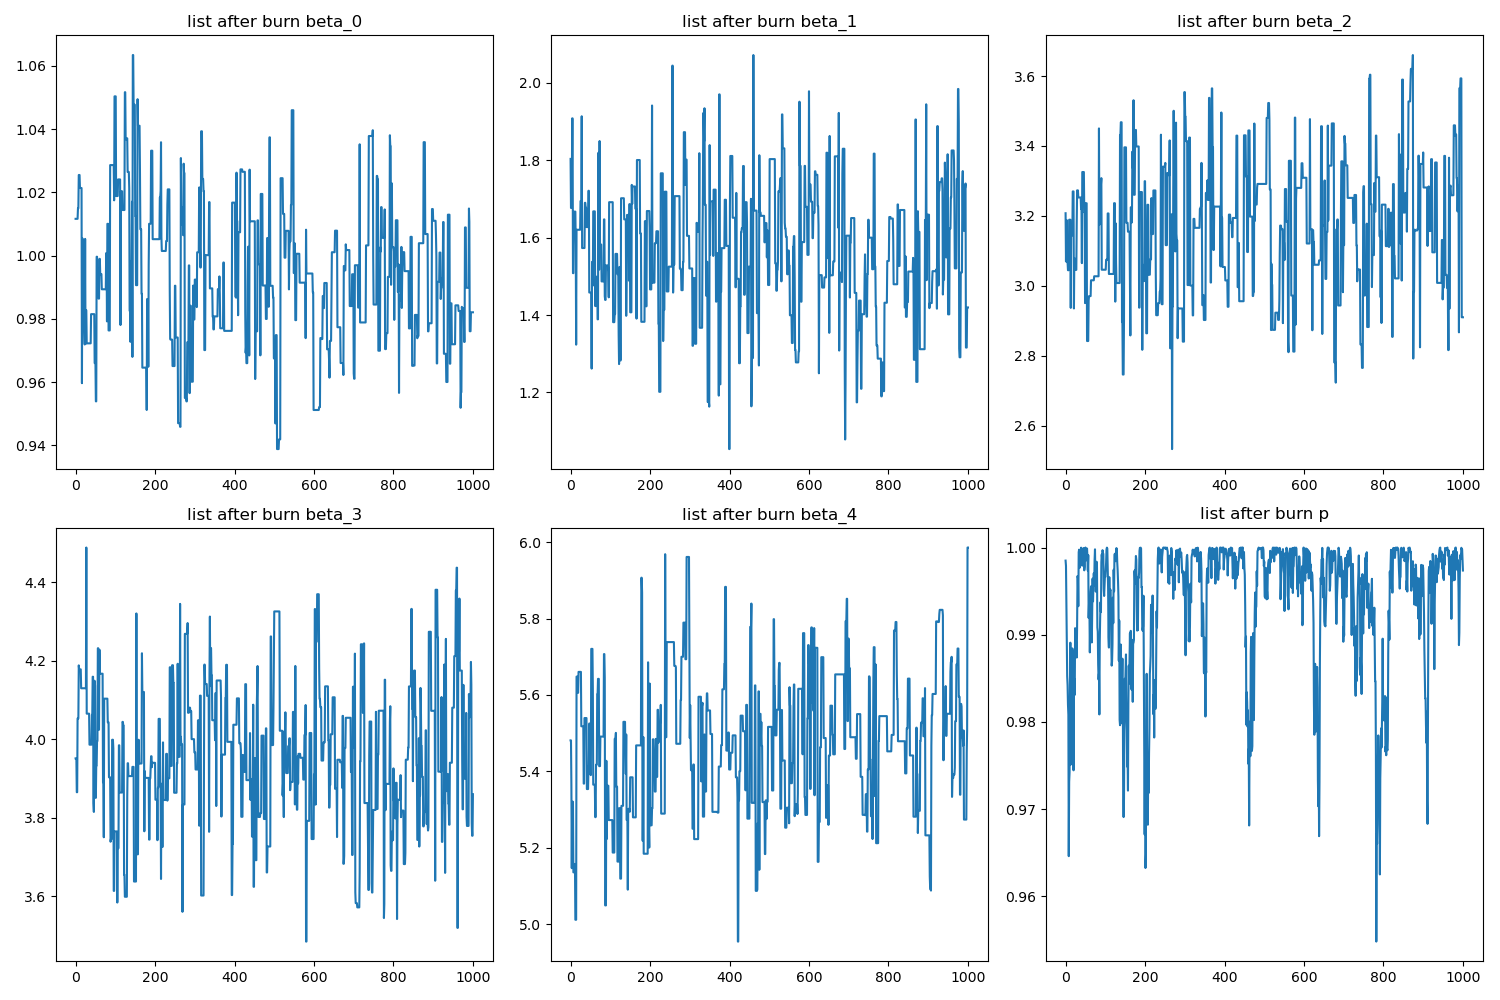 list after burn beta_0
list after burn beta_1
list after burn beta_2
1.06
1.04
1.02
1.00
0.98
0.96
0.94
0 200 400 600 800 1000
2.0
1.8
1.6
1.4
1.2
0 200 400 600 800 1000
3.6
3.4
3.2
3.0
2.8
2.6
0 200 400 600 800 1000
list after burn beta_3
list after burn beta_4
list after burn p
4.4
4.2
4.0
3.8
3.6
0 200 400 600 800 1000
6.0
5.8
5.6
5.4
5.2
5.0
0 200 400 600 800 1000
1.00
0.99
0.98
0.97
0.96
0 200 400 600 800 1000